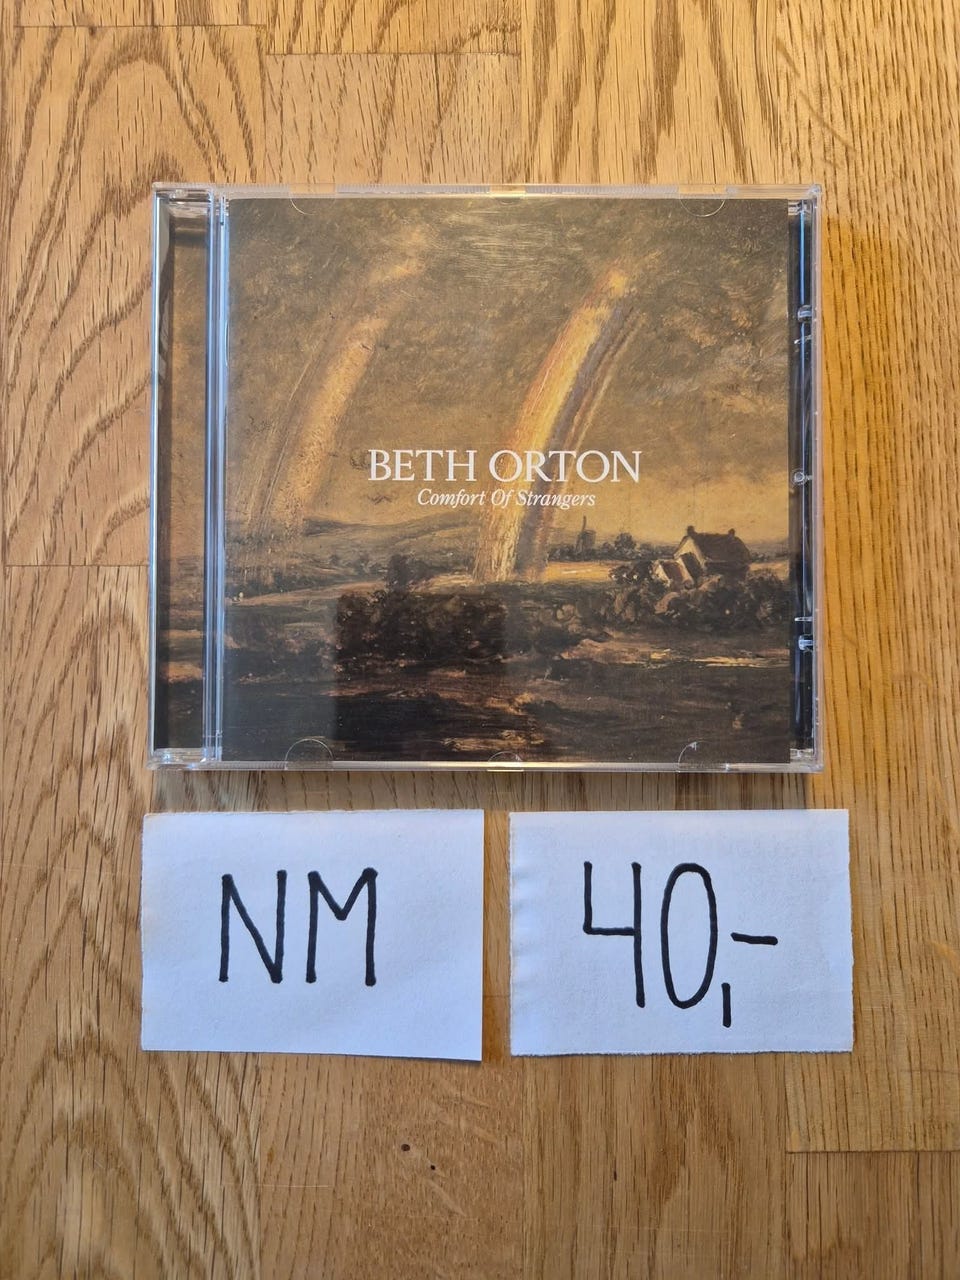 BETH ORTON
Comfort Of Strangers
NM
40,-